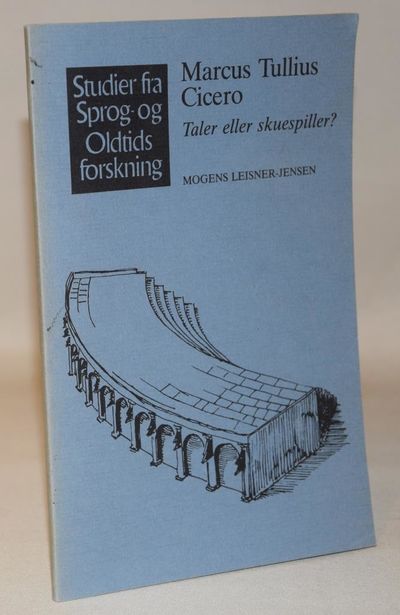 Studier fra
Sprog- og
Oldtids
forskning
Marcus Tullius
Cicero
Taler eller skuespiller?
MOGENS LEISNER-JENSEN